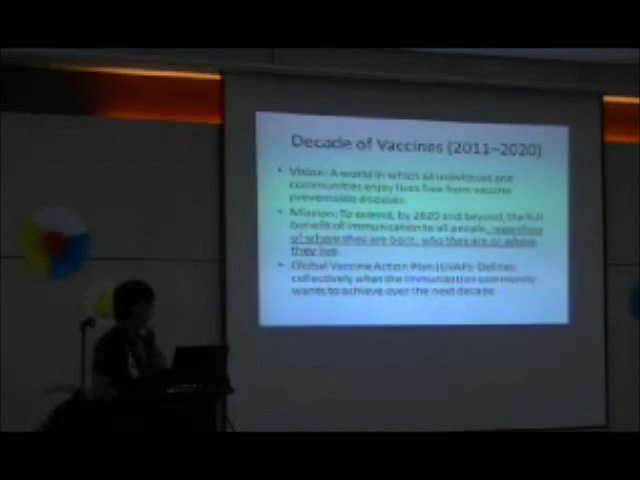 Decade of Vaccines (2011–2020)
• Vision: A world in which all individuals and
communities enjoy lives free from vaccine
preventable diseases
• Mission: To extend, by 2020 and beyond, the full
benefit of immunization to all people, regardless
of where they are born, who they are or where
they live
• Global Vaccine Action Plan (GVAP): Defines
collectively what the immunization community
wants to achieve over the next decade